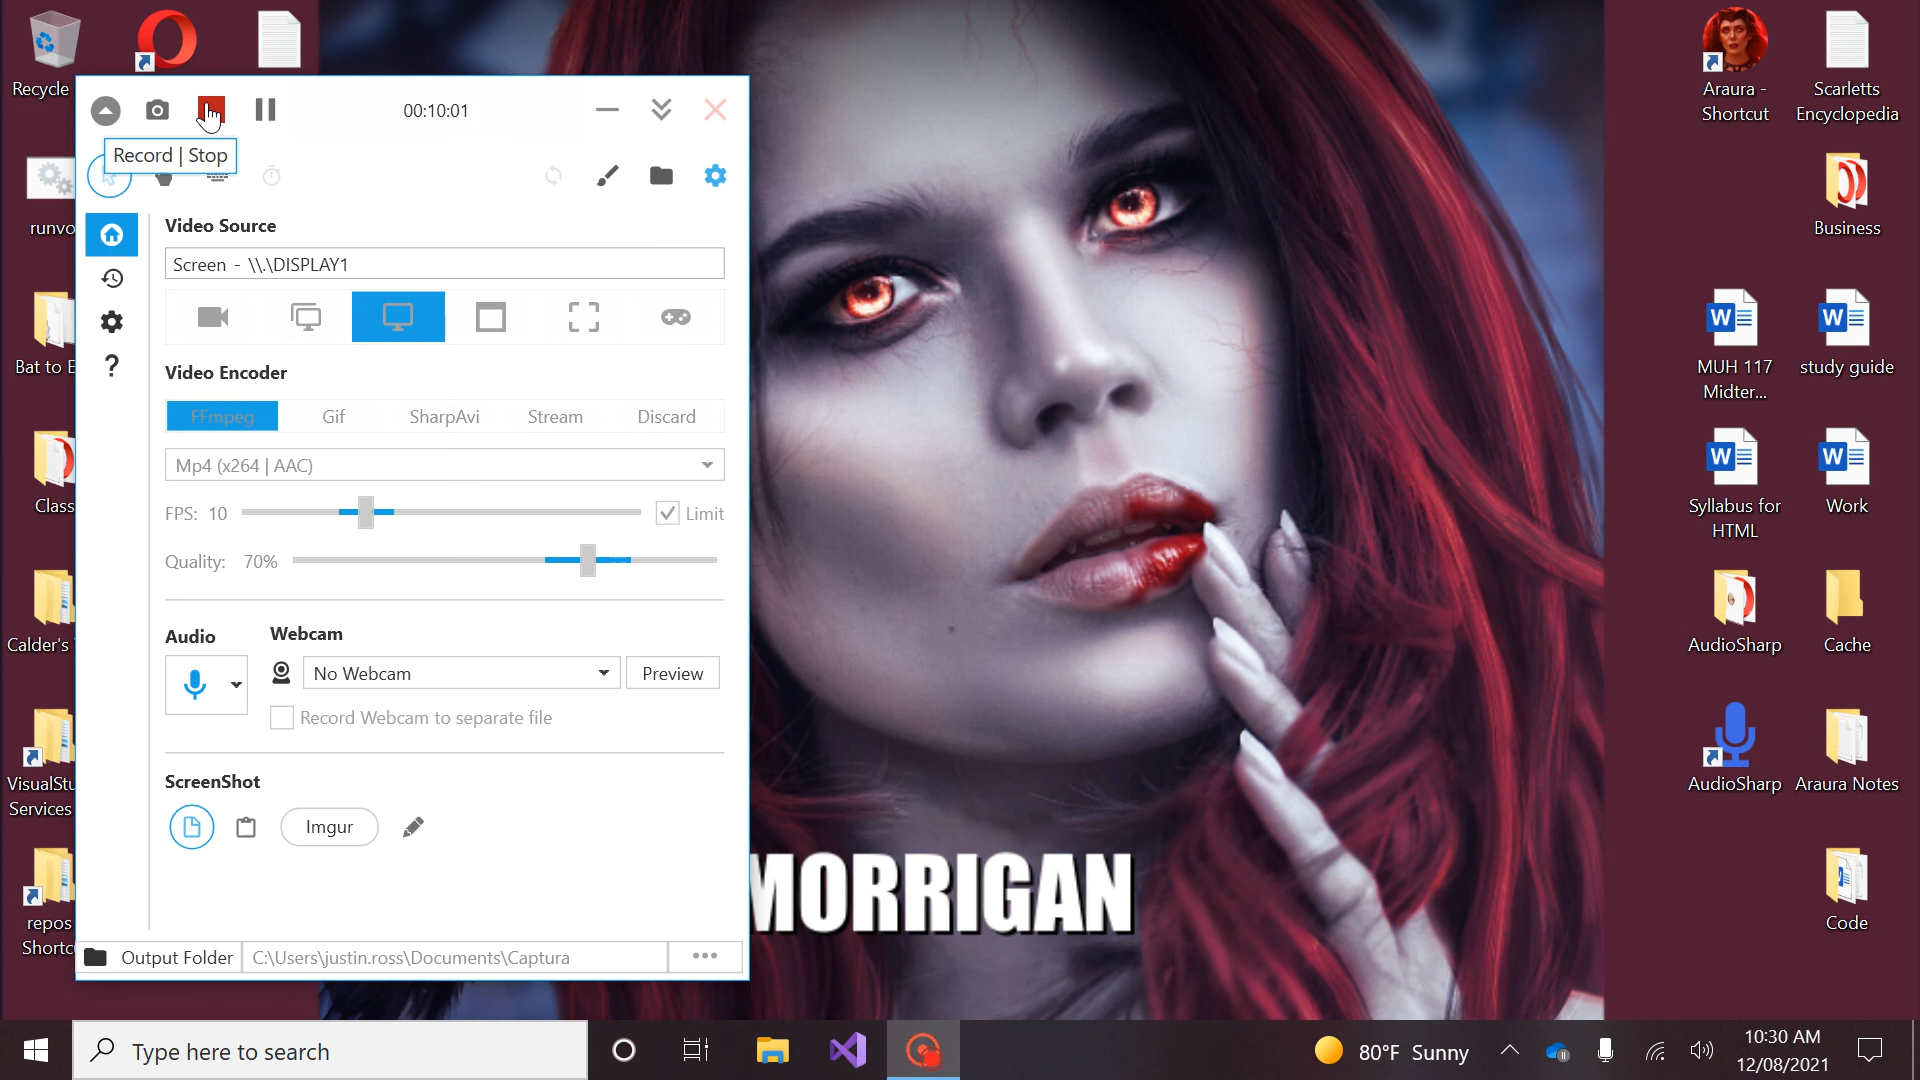 Recycle
00:10:01
Record | Stop
runvo
Video Source
Screen - \\.\DISPLAY1
Video Encoder
FFmpeg Gif SharpAvi Stream Discard
Mp4 (x264 | AAC)
FPS: 10
Limit
Quality: 70%
Audio
Webcam
No Webcam
Preview
Record Webcam to separate file
ScreenShot
Imgur
Output Folder
C:\Users\justin.ross\Documents\Captura
Bat to E
Class
Calder's
VisualStu
Services
repos
Shortc
MORRIGAN
Araura -
Shortcut
Scarletts
Encyclopedia
Business
MUH 117
Midter...
study guide
Syllabus for
HTML
Work
AudioSharp
Cache
AudioSharp
Araura Notes
Code
Type here to search
80°F Sunny
10:30 AM
12/08/2021